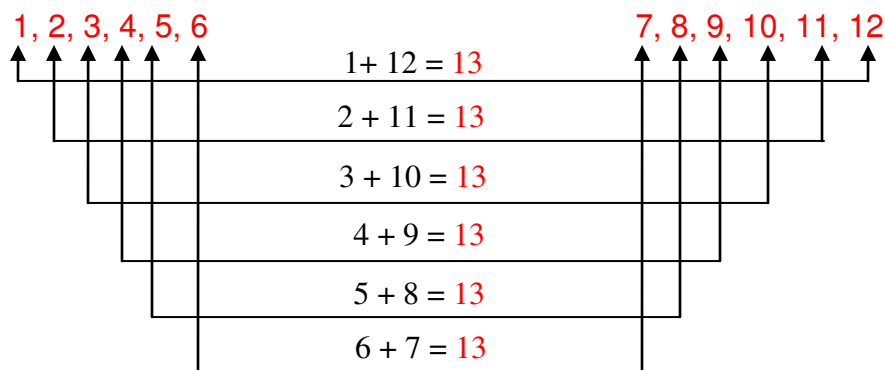 1, 2, 3, 4, 5, 6 7, 8, 9, 10, 11, 12
1+ 12 = 13
2 + 11 = 13
3 + 10 = 13
4 + 9 = 13
5 + 8 = 13
6 + 7 = 13